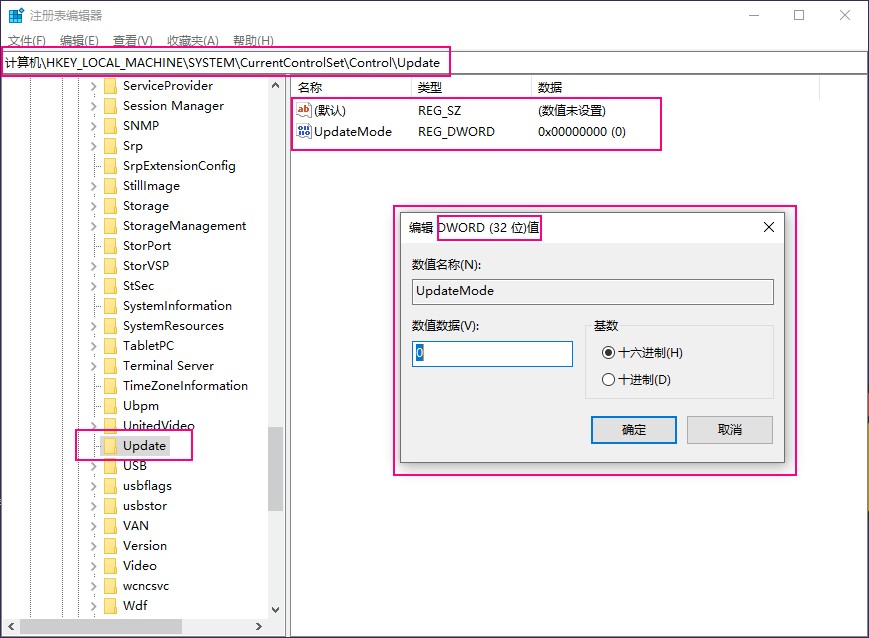 注册表编辑器
文件(F) 编辑(E) 查看(V) 收藏夹(A) 帮助(H)
计算机\HKEY_LOCAL_MACHINE\SYSTEM\CurrentControlSet\Control\Update
ServiceProvider
Session Manager
SNMP
Srp
SrpExtensionConfig
StillImage
Storage
StorageManagement
StorPort
StorVSP
StSec
SystemInformation
SystemResources
TabletPC
Terminal Server
TimeZoneInformation
Ubpm
UnitedVideo
Update
USB
usbflags
usbstor
VAN
Version
Video
wcncsvc
Wdf
名称 类型 数据
ab (默认) REG_SZ (数值未设置)
UpdateMode REG_DWORD 0x00000000 (0)
编辑 DWORD (32 位)值
数值名称(N):
UpdateMode
数值数据(V):
0
基数
十六进制(H)
十进制(D)
确定 取消